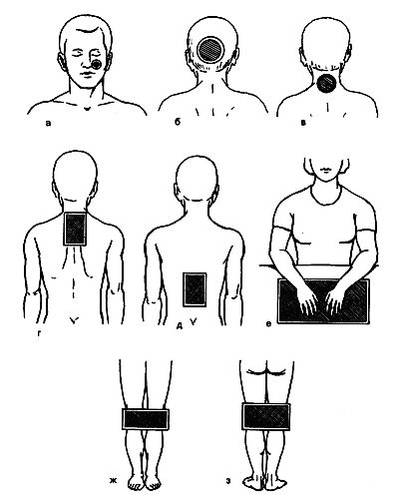 а б в
г д е
ж з